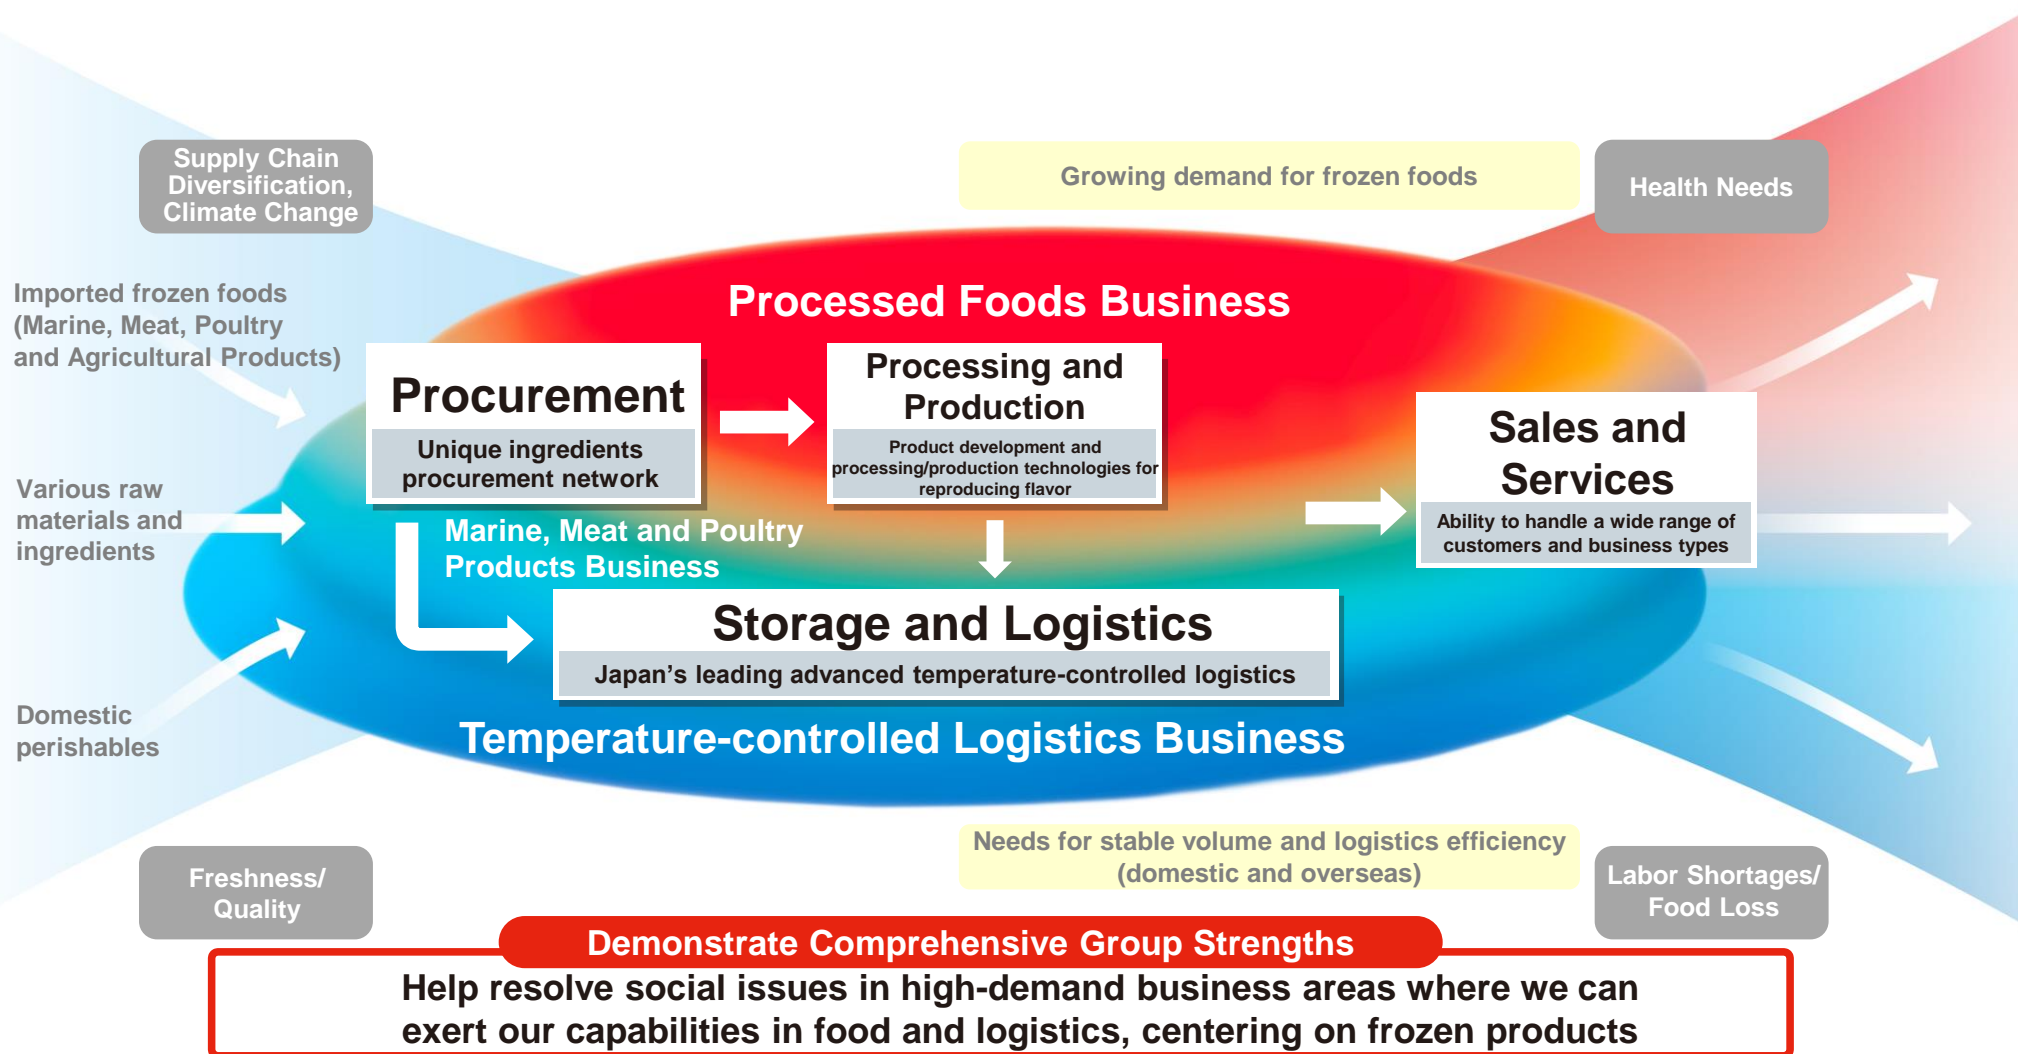 Supply Chain
Diversification,
Climate Change
Growing demand for frozen foods
Health Needs
Imported frozen foods
(Marine, Meat, Poultry
and Agricultural Products)
Various raw
materials and
ingredients
Domestic
perishables
Processed Foods Business
Procurement
Unique ingredients
procurement network
Processing and
Production
Product development and
processing/production technologies for
reproducing flavor
Sales and
Services
Ability to handle a wide range of
customers and business types
Marine, Meat and Poultry
Products Business
Storage and Logistics
Japan's leading advanced temperature-controlled logistics
Temperature-controlled Logistics Business
Freshness/
Quality
Needs for stable volume and logistics efficiency
(domestic and overseas)
Labor Shortages/
Food Loss
Demonstrate Comprehensive Group Strengths
Help resolve social issues in high-demand business areas where we can
exert our capabilities in food and logistics, centering on frozen products